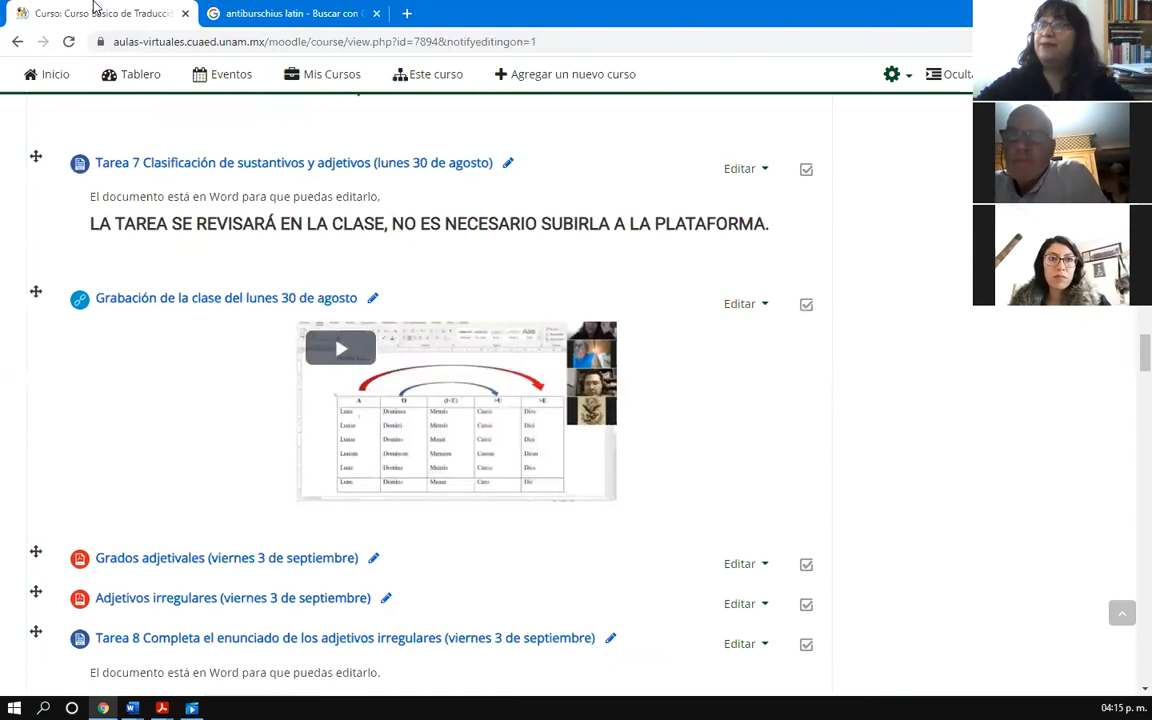 Curso: Curso Básico de Traducció
antiburschius latin - Buscar con
aulas-virtuales.cuaed.unam.mx/moodle/course/view.php?id=7894&notifyeditingon=1
Inicio Tablero Eventos Mis Cursos Este curso Agregar un nuevo curso Oculta
Tarea 7 Clasificación de sustantivos y adjetivos (lunes 30 de agosto)
Editar
El documento está en Word para que puedas editarlo,
LA TAREA SE REVISARÁ EN LA CLASE, NO ES NECESARIO SUBIRLA A LA PLATAFORMA.
Grabación de la clase del lunes 30 de agosto
Editar
A O (I-E) >U >E
Grados adjetivales (viernes 3 de septiembre)
Editar
Adjetivos irregulares (viernes 3 de septiembre)
Editar
Tarea 8 Completa el enunciado de los adjetivos irregulares (viernes 3 de septiembre)
Editar
El documento está en Word para que puedas editarlo.
04:15 p. m.